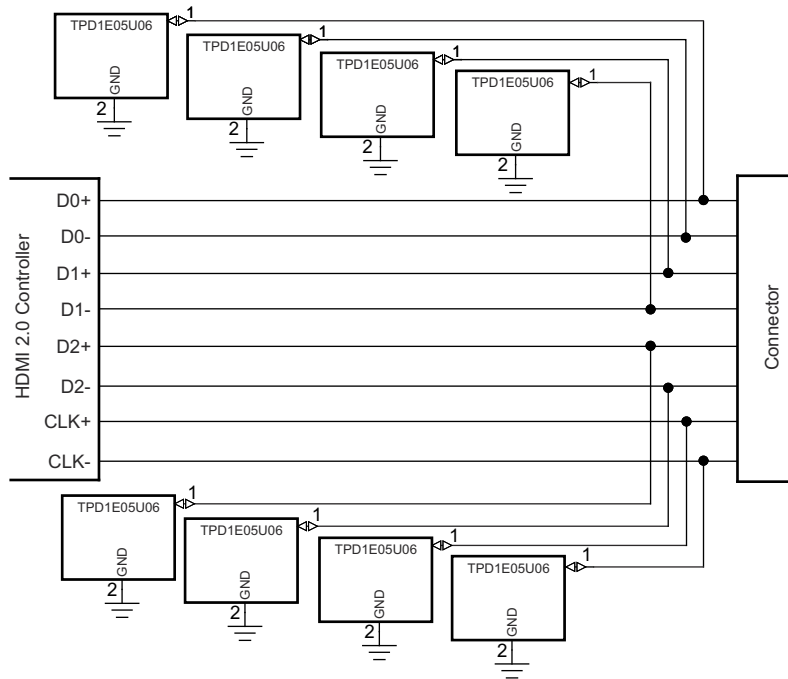 TPD1E05U06
1
GND
2
TPD1E05U06
1
GND
2
TPD1E05U06
1
GND
2
TPD1E05U06
1
GND
2
HDMI 2.0 Controller
D0+
D0-
D1+
D1-
D2+
D2-
CLK+
CLK-
Connector
TPD1E05U06
1
GND
2
TPD1E05U06
1
GND
2
TPD1E05U06
1
GND
2
TPD1E05U06
1
GND
2